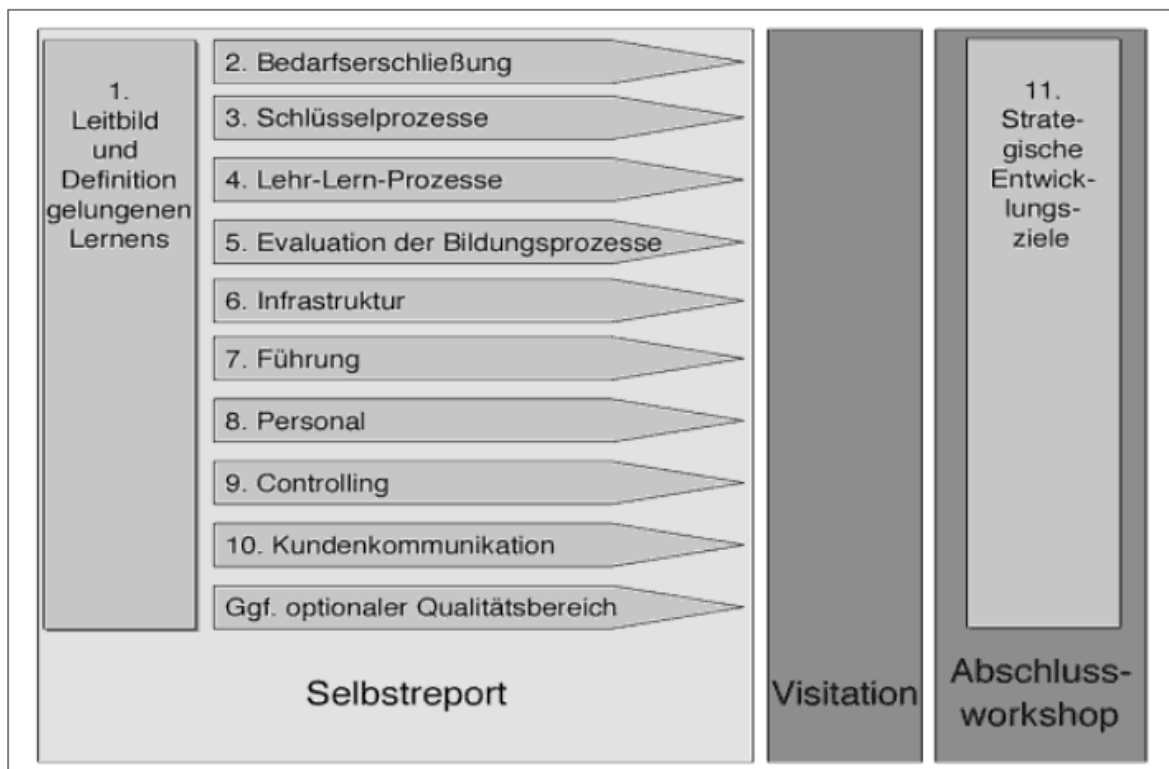 1.
Leitbild
und
Definition
gelungenen
Lernens
2. Bedarfserschließung
3. Schlüsselprozesse
4. Lehr-Lern-Prozesse
5. Evaluation der Bildungsprozesse
6. Infrastruktur
7. Führung
8. Personal
9. Controlling
10. Kundenkommunikation
Ggf. optionaler Qualitätsbereich
Selbstreport
Visitation
11.
Strate-
gische
Entwick-
lungs-
ziele
Abschluss-
workshop